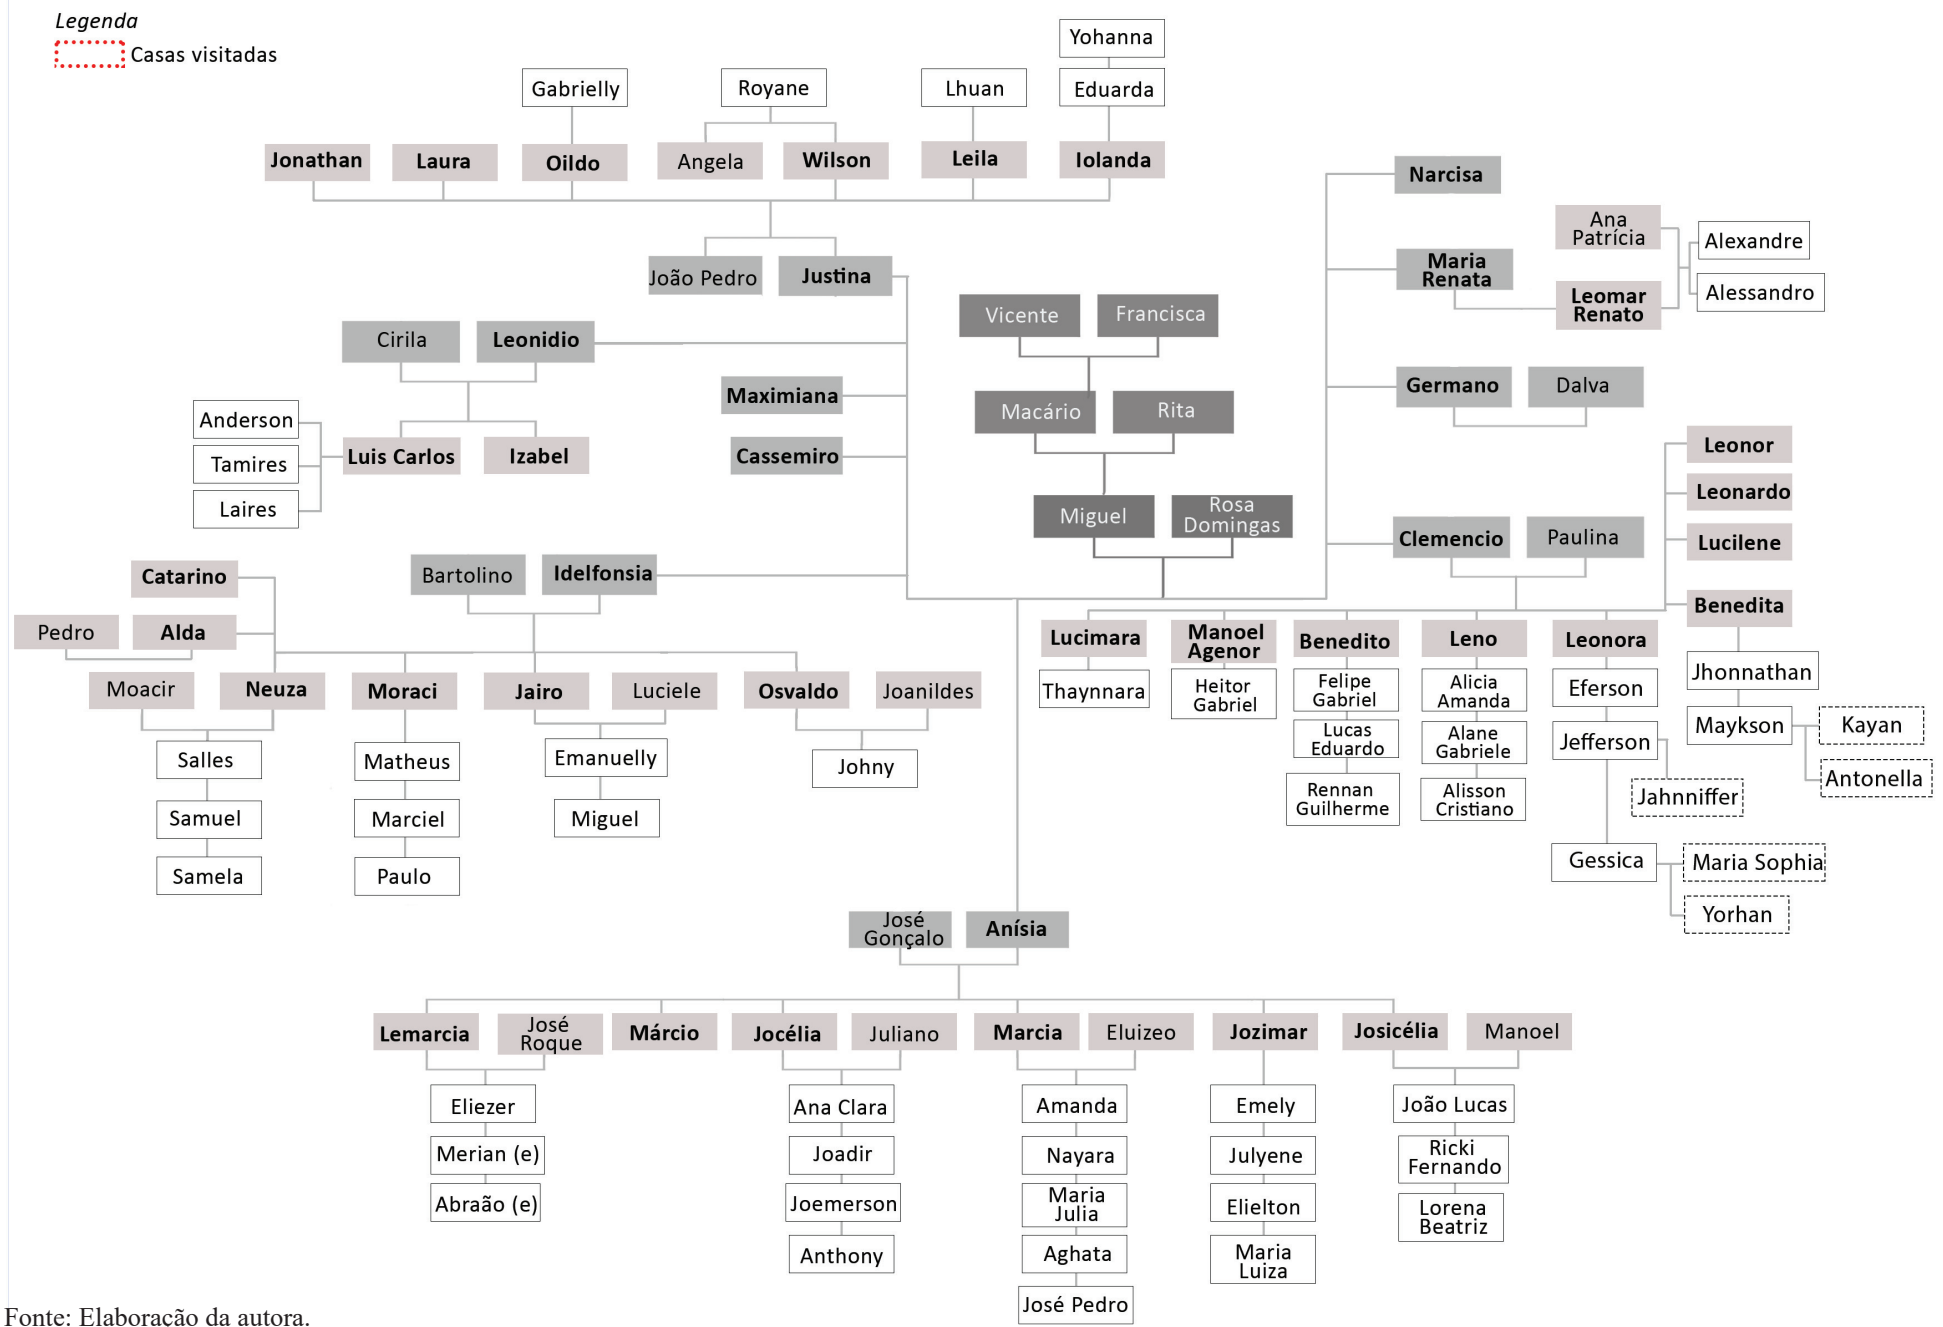 Legenda
Casas visitadas
Yohanna
Gabrielly
Royane
Lhuan
Eduarda
Jonathan
Laura
Oildo
Angela
Wilson
Leila
Iolanda
Narcisa
Ana
Patrícia
Alexandre
João Pedro
Justina
Maria
Renata
Leomar
Renato
Alessandro
Vicente
Francisca
Cirila
Leonidio
Maximiana
Macário
Rita
Germano
Dalva
Anderson
Tamires
Laires
Luis Carlos
Izabel
Cassemiro
Leonor
Leonardo
Lucilene
Benedita
Miguel
Rosa
Domingas
Clemencio
Paulina
Catarino
Bartolino
Idelfonsia
Pedro
Alda
Moacir
Neuza
Moraci
Jairo
Luciele
Osvaldo
Joanildes
Lucimara
Manoel
Agenor
Benedito
Leno
Leonora
Jhonnathan
Thaynnara
Heitor
Gabriel
Felipe
Gabriel
Alicia
Amanda
Eferson
Maykson
Kayan
Lucas
Eduardo
Alane
Gabriele
Jefferson
Antonella
Rennan
Guilherme
Alisson
Cristiano
Jahnniffer
Salles
Matheus
Emanuelly
Johny
Samuel
Marciel
Miguel
Samela
Paulo
Gessica
Maria Sophia
Yorhan
José
Gonçalo
Anísia
Lemarcia
José
Roque
Márcio
Jocélia
Juliano
Marcia
Eluizeo
Jozimar
Josicélia
Manoel
Eliezer
Ana Clara
Amanda
Emely
João Lucas
Merian (e)
Joadir
Nayara
Julyene
Ricki
Fernando
Abraão (e)
Joemerson
Maria
Julia
Elielton
Lorena
Beatriz
Anthony
Aghata
Maria
Luiza
José Pedro
Fonte: Elaboração da autora.